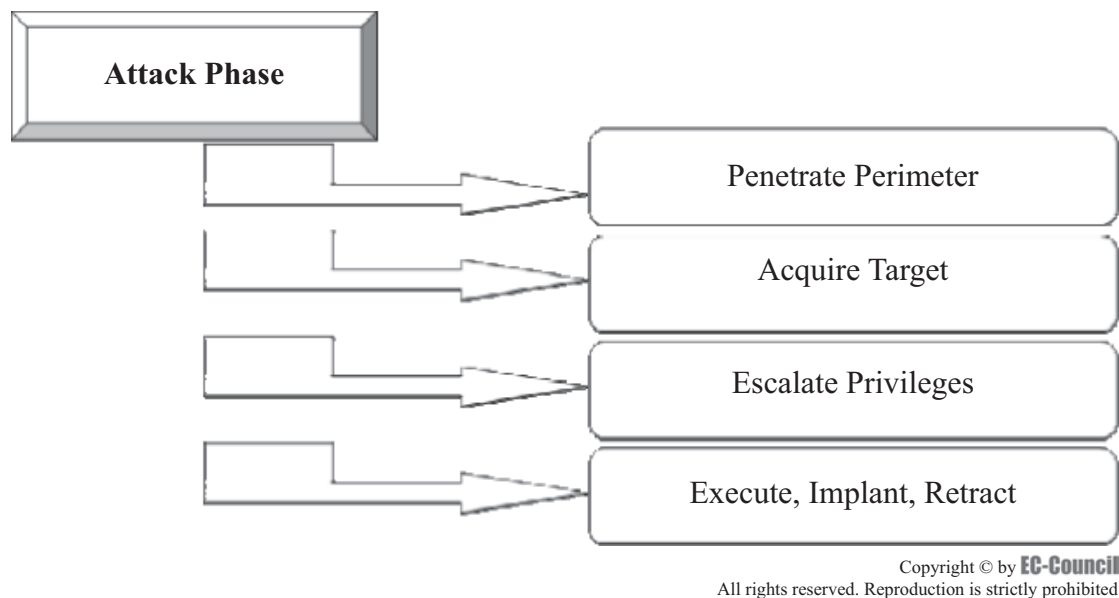 Attack Phase
Penetrate Perimeter
Acquire Target
Escalate Privileges
Execute, Implant, Retract
Copyright © by EC-Council
All rights reserved. Reproduction is strictly prohibited